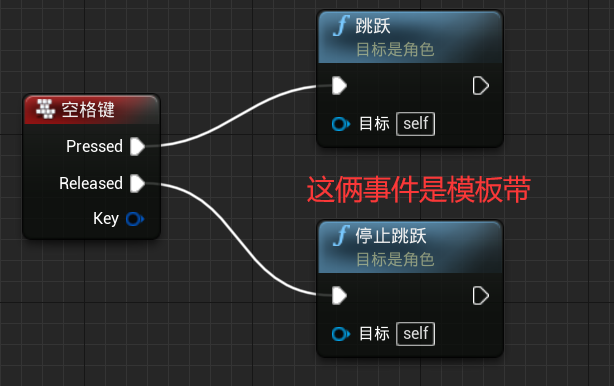 跳跃
目标是角色
目标 self
空格键
Pressed
Released
Key
这俩事件是模板带
停止跳跃
目标是角色
目标 self